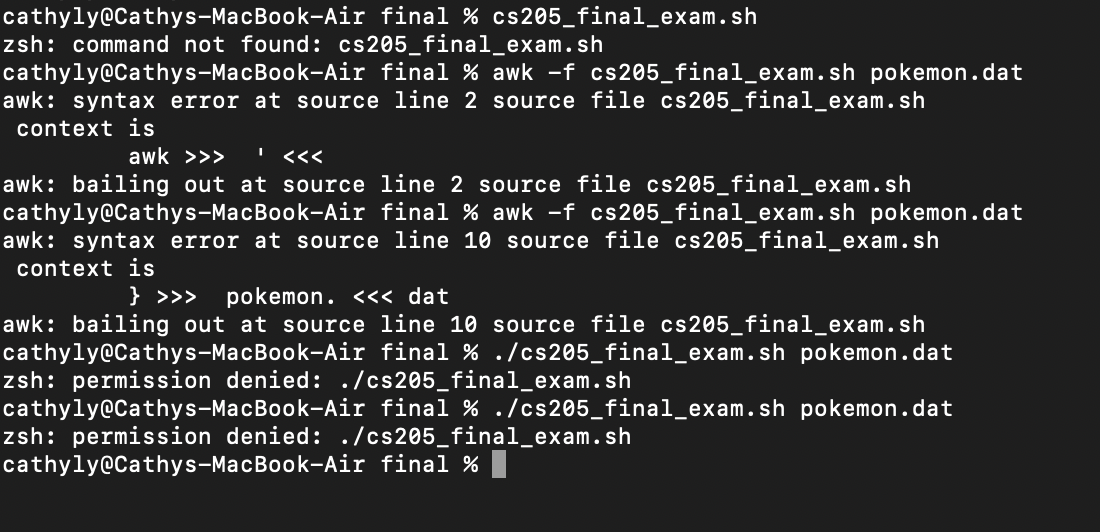 cathyly@Cathys-MacBook-Air final % cs205_final_exam.sh
zsh: command not found: cs205_final_exam.sh
cathyly@Cathys-MacBook-Air final % awk -f cs205_final_exam.sh pokemon.dat
awk: syntax error at source line 2 source file cs205_final_exam.sh
 context is
         awk >>>  ' <<<
awk: bailing out at source line 2 source file cs205_final_exam.sh
cathyly@Cathys-MacBook-Air final % awk -f cs205_final_exam.sh pokemon.dat
awk: syntax error at source line 10 source file cs205_final_exam.sh
 context is
         } >>>  pokemon. <<< dat
awk: bailing out at source line 10 source file cs205_final_exam.sh
cathyly@Cathys-MacBook-Air final % ./cs205_final_exam.sh pokemon.dat
zsh: permission denied: ./cs205_final_exam.sh
cathyly@Cathys-MacBook-Air final % ./cs205_final_exam.sh pokemon.dat
zsh: permission denied: ./cs205_final_exam.sh
cathyly@Cathys-MacBook-Air final %